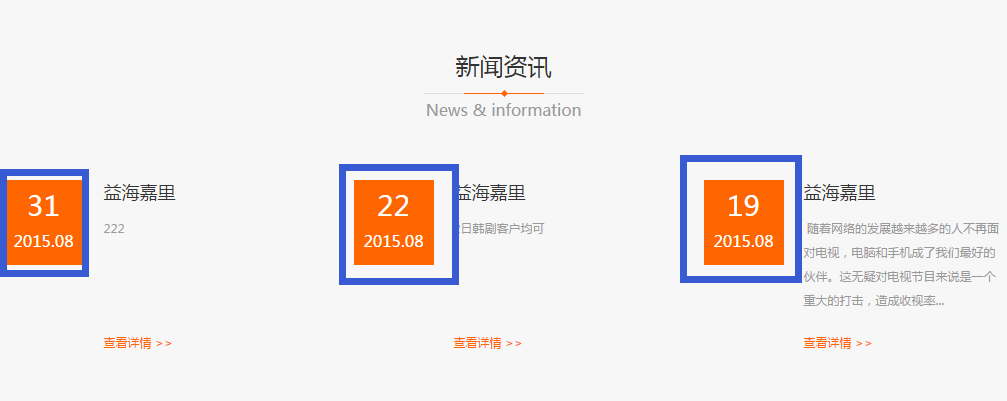 新闻资讯
News & information
31
2015.08
益海嘉里
222
查看详情 >>
22
2015.08
益海嘉里
日韩剧客户均可
查看详情 >>
19
2015.08
益海嘉里
随着网络的发展越来越多的人不再面
对电视，电脑和手机成了我们最好的
伙伴。这无疑对电视节目来说是一个
重大的打击，造成收视率...
查看详情 >>